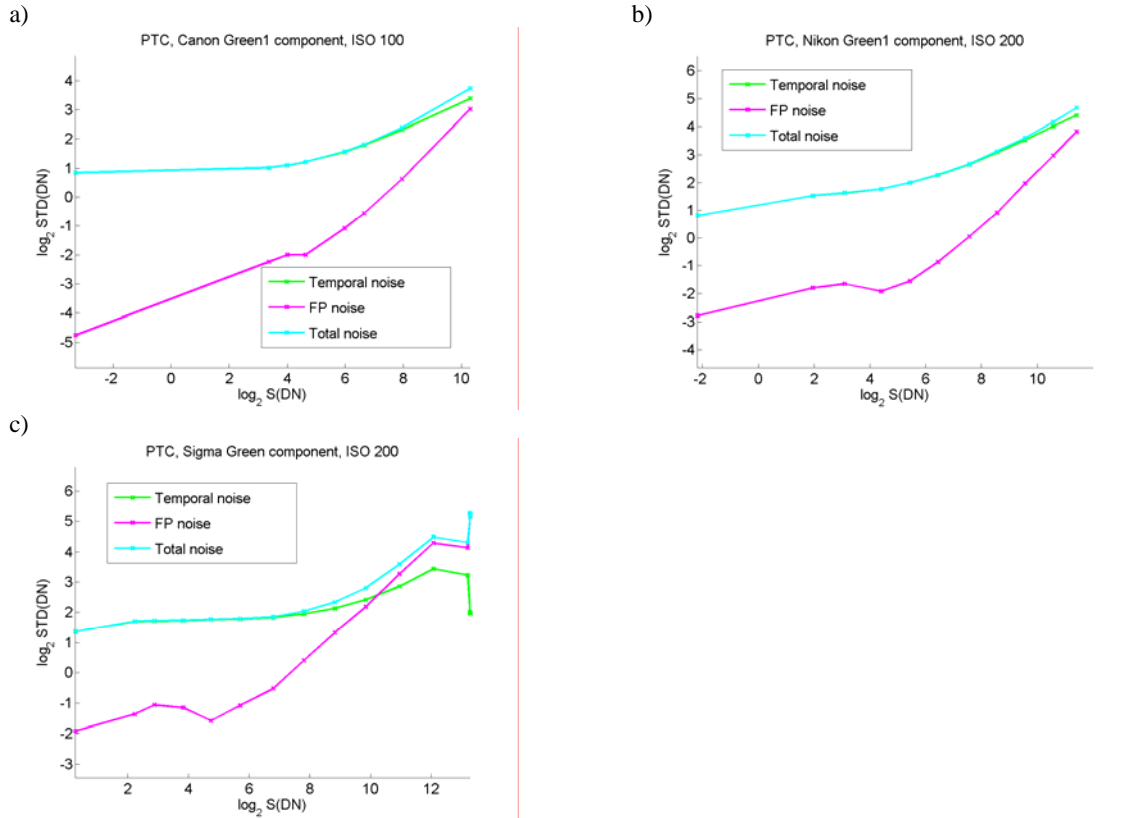 a)
PTC, Canon Green1 component, ISO 100
4
3
2
1
0
-1
-2
-3
-4
-5
log2 STD(DN)
Temporal noise
FP noise
Total noise
-2
0
2
4
6
8
10
log2 S(DN)
b)
PTC, Nikon Green1 component, ISO 200
6
5
4
3
2
1
0
-1
-2
-3
-4
log2 STD(DN)
Temporal noise
FP noise
Total noise
-2
0
2
4
6
8
10
log2 S(DN)
c)
PTC, Sigma Green component, ISO 200
6
5
4
3
2
1
0
-1
-2
-3
log2 STD(DN)
Temporal noise
FP noise
Total noise
2
4
6
8
10
12
log2 S(DN)